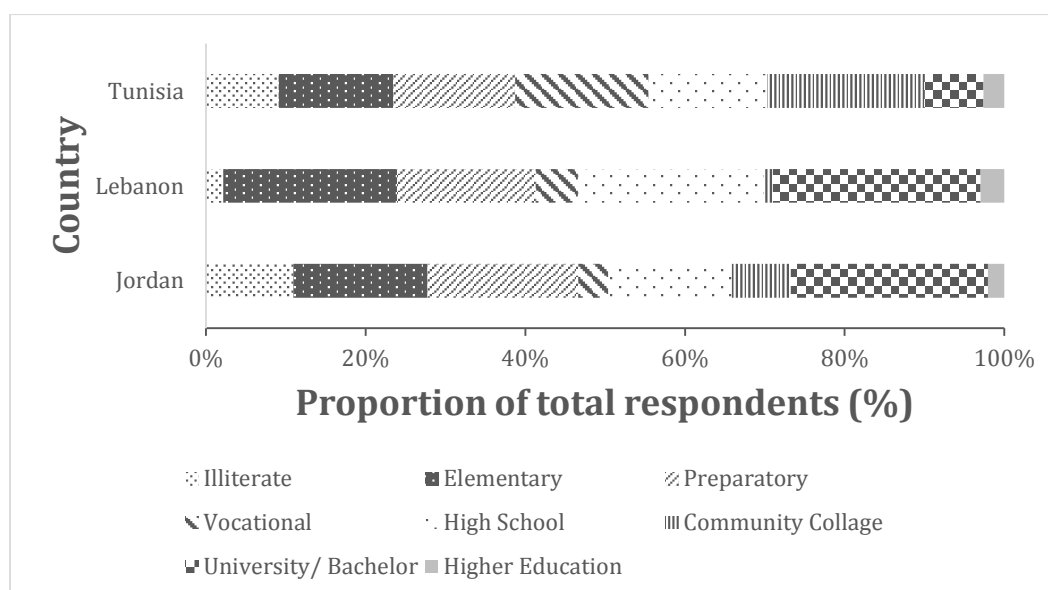 Country
Tunisia
Lebanon
Jordan
0% 20% 40% 60% 80% 100%
Proportion of total respondents (%)
Illiterate Elementary Preparatory
Vocational High School Community Collage
University/ Bachelor Higher Education